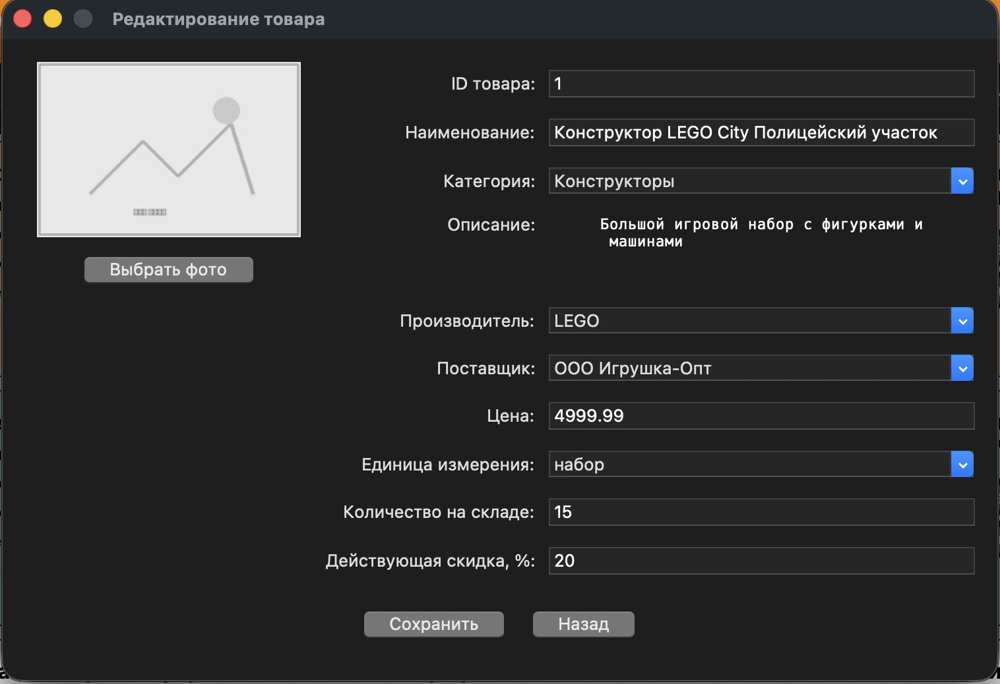 Редактирование товара
ID товара: 1
Наименование: Конструктор LEGO City Полицейский участок
Категория: Конструкторы
Описание: Большой игровой набор с фигурками и
машинами
Выбрать фото
Производитель: LEGO
Поставщик: ООО Игрушка-Опт
Цена: 4999.99
Единица измерения: набор
Количество на складе: 15
Действующая скидка, %: 20
Сохранить
Назад